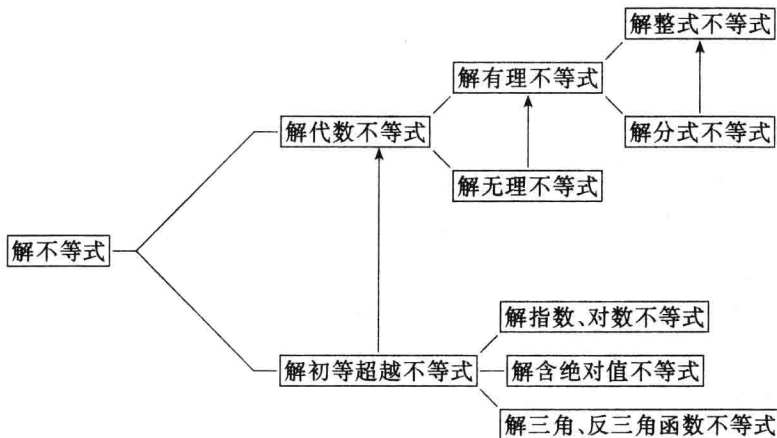 解整式不等式
解有理不等式
解代数不等式
解分式不等式
解无理不等式
解不等式
解指数、对数不等式
解初等超越不等式
解含绝对值不等式
解三角、反三角函数不等式